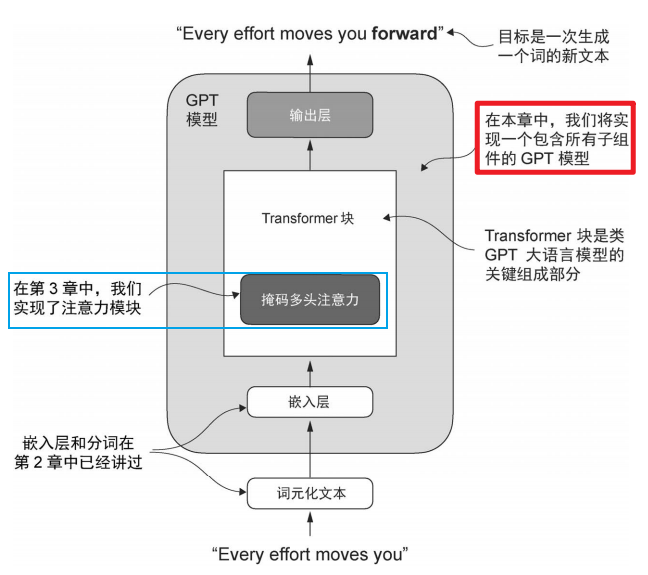 “Every effort moves you forward”
目标是一次生成
一个词的新文本
GPT
模型
输出层
在本章中，我们将实
现一个包含所有子组
件的 GPT 模型
Transformer 块
Transformer 块是类
GPT 大语言模型的
关键组成部分
在第 3 章中，我们
实现了注意力模块
掩码多头注意力
嵌入层
嵌入层和分词在
第 2 章中已经讲过
词元化文本
“Every effort moves you”